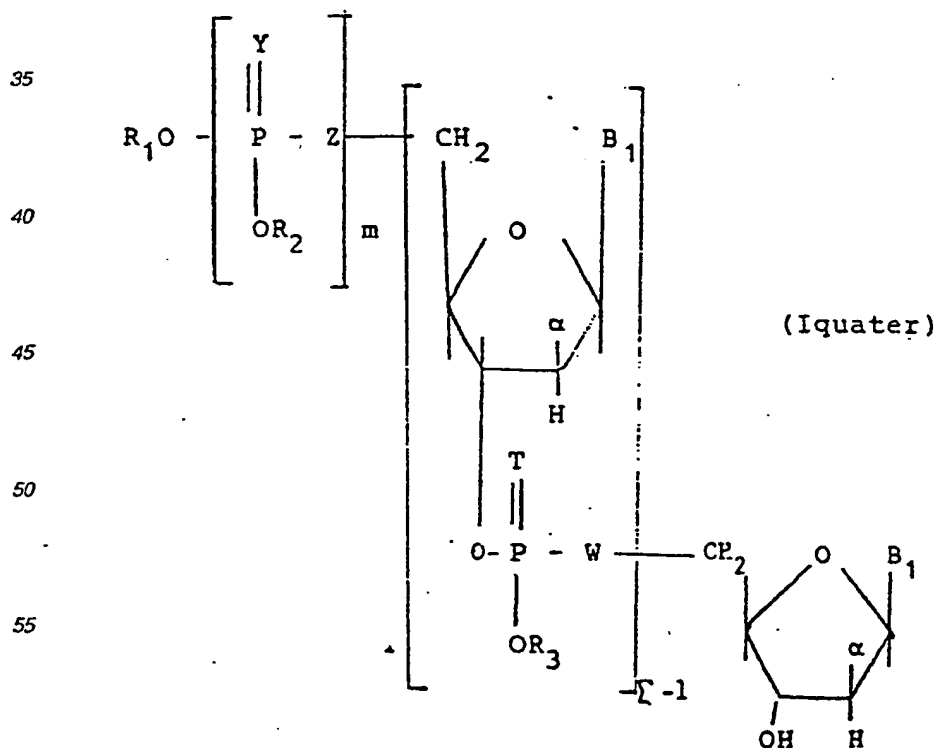 35 Y
R1O - P - Z CH2 B1
40 OR2 m O
(Iquater)
45 α
H
50 T
O-P - W CH2 O B1
55 OR3 α
Σ-1
OH H